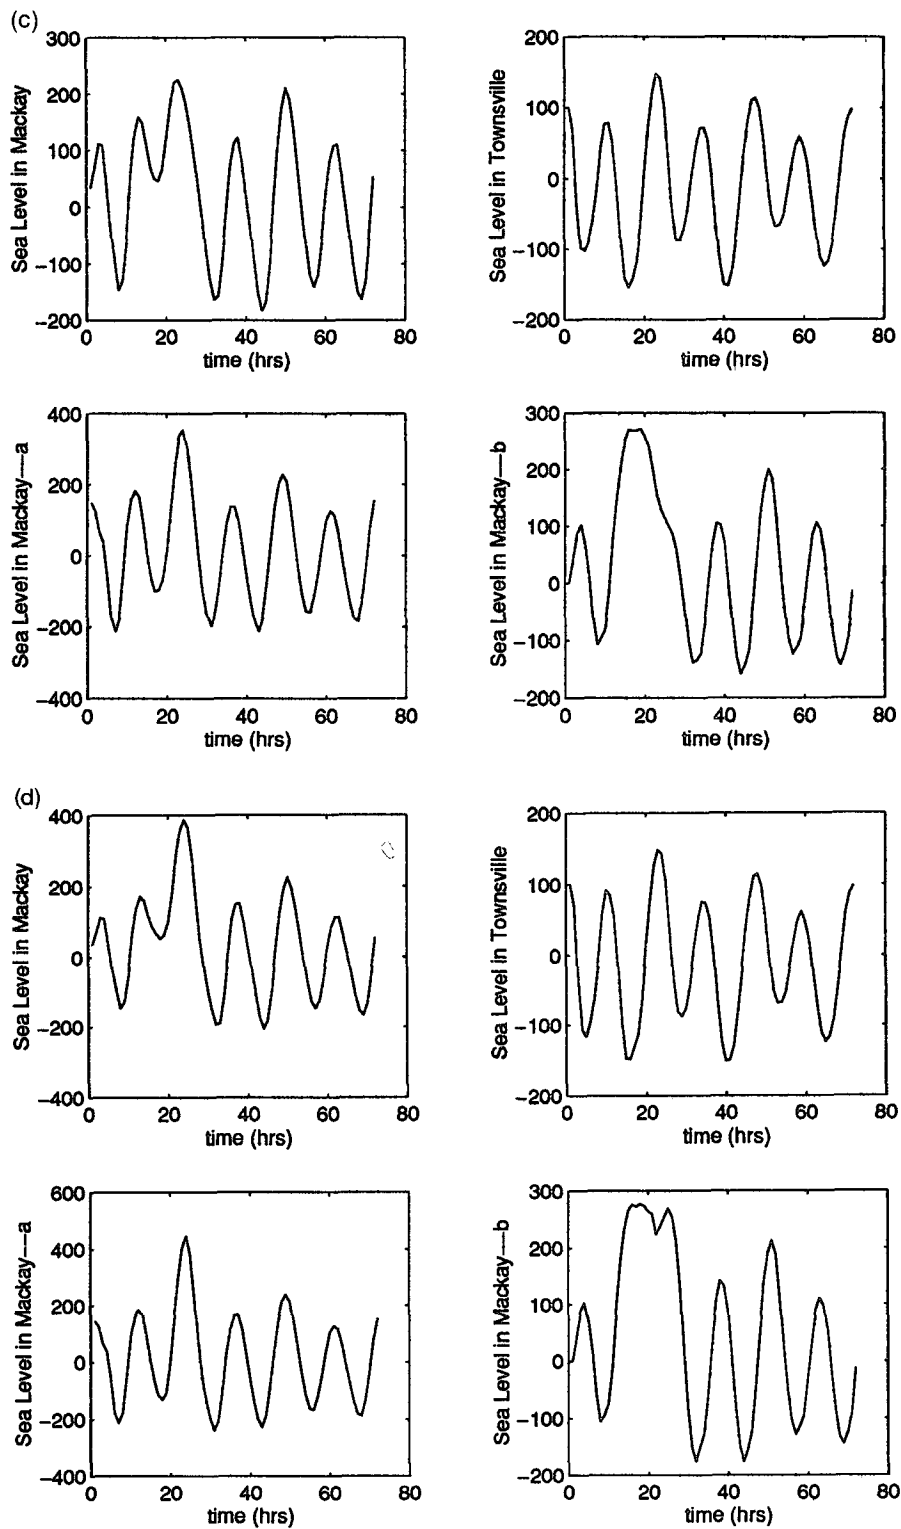 (c)
300
200
100
0
−100
−200
Sea Level in Mackay
0 20 40 60 80
time (hrs)
200
100
0
−100
−200
Sea Level in Townsville
0 20 40 60 80
time (hrs)
400
200
0
−200
−400
Sea Level in Mackay—a
0 20 40 60 80
time (hrs)
300
200
100
0
−100
−200
Sea Level in Mackay—b
0 20 40 60 80
time (hrs)
(d)
400
200
0
−200
−400
Sea Level in Mackay
0 20 40 60 80
time (hrs)
200
100
0
−100
−200
Sea Level in Townsville
0 20 40 60 80
time (hrs)
600
400
200
0
−200
−400
Sea Level in Mackay—a
0 20 40 60 80
time (hrs)
300
200
100
0
−100
−200
Sea Level in Mackay—b
0 20 40 60 80
time (hrs)